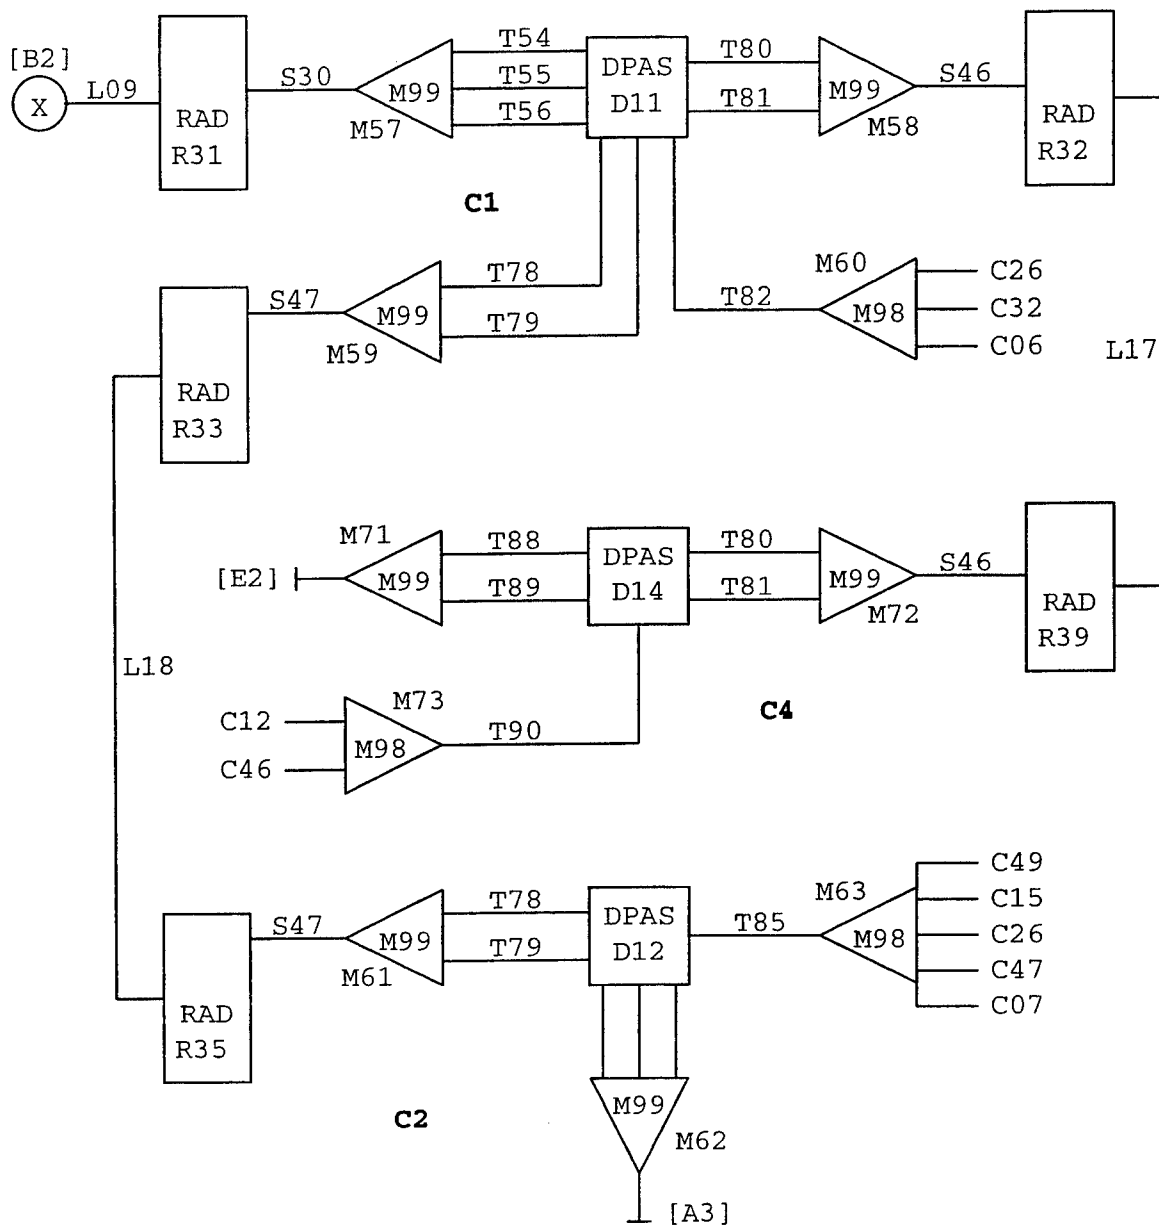 [B2]
X
L09
RAD
R31
S30
M99
M57
T54
T55
T56
DPAS
D11
T80
T81
M99
M58
S46
RAD
R32
C1
RAD
R33
S47
M99
M59
T78
T79
T82
M60
M98
C26
C32
C06
L17
[E2]
M71
M99
T88
T89
DPAS
D14
T80
T81
M99
M72
S46
RAD
R39
L18
C12
C46
M73
M98
T90
C4
RAD
R35
S47
M99
M61
T78
T79
DPAS
D12
T85
M63
M98
C49
C15
C26
C47
C07
C2
M99
M62
[A3]